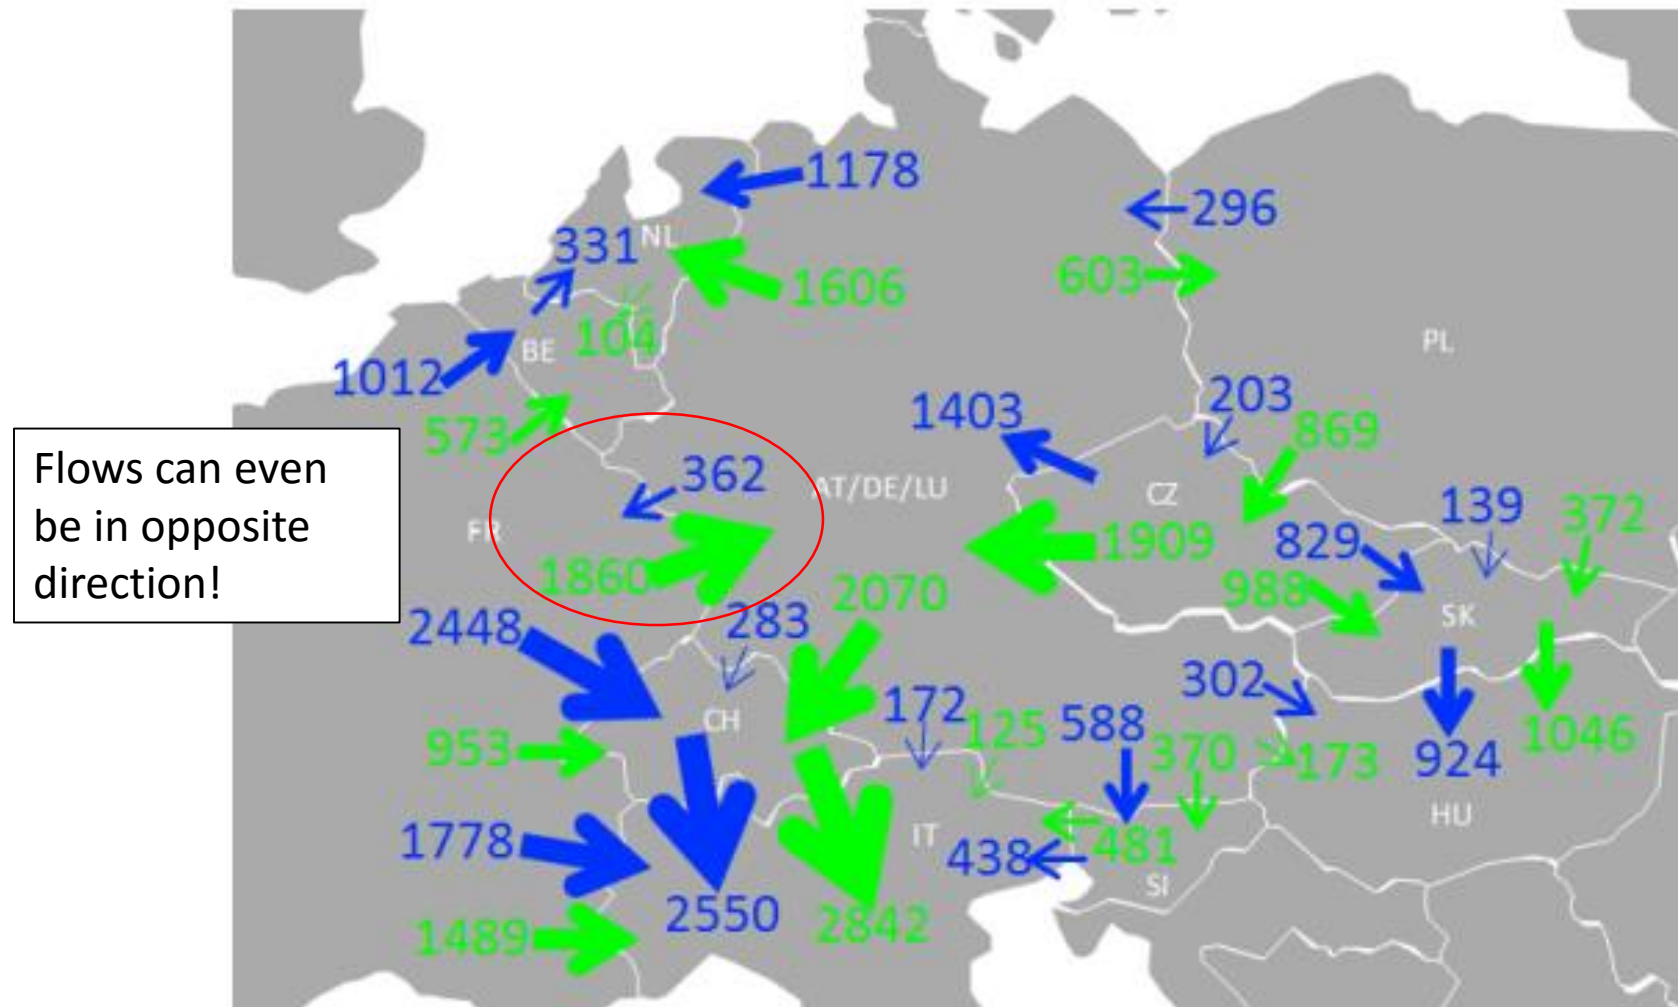 1178
296
331
NL
603
1606
104
BE
PL
1012
203
1403
573
869
Flows can even
be in opposite
direction!
362
AT/DE/LU
CZ
139
372
FR
829
1909
1860
2070
988
SK
2448
283
302
CH
172
125
588
370
953
173
924
1046
1778
IT
438
481
HU
SI
2550
2842
1489